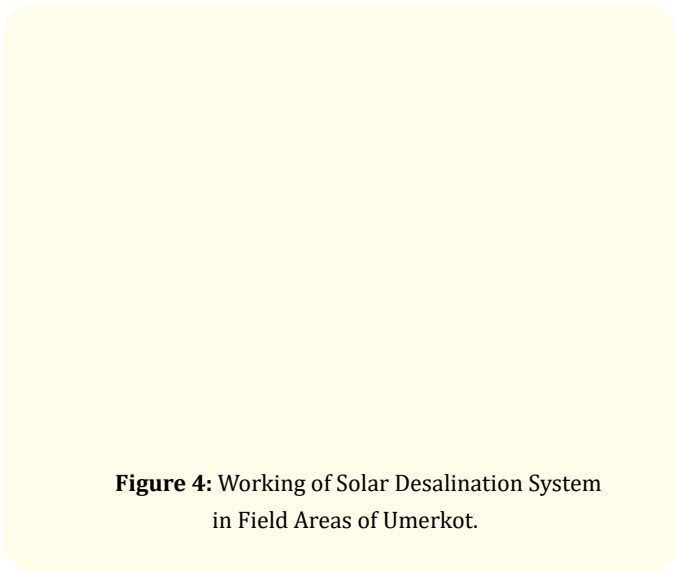 Figure 4: Working of Solar Desalination System
in Field Areas of Umerkot.